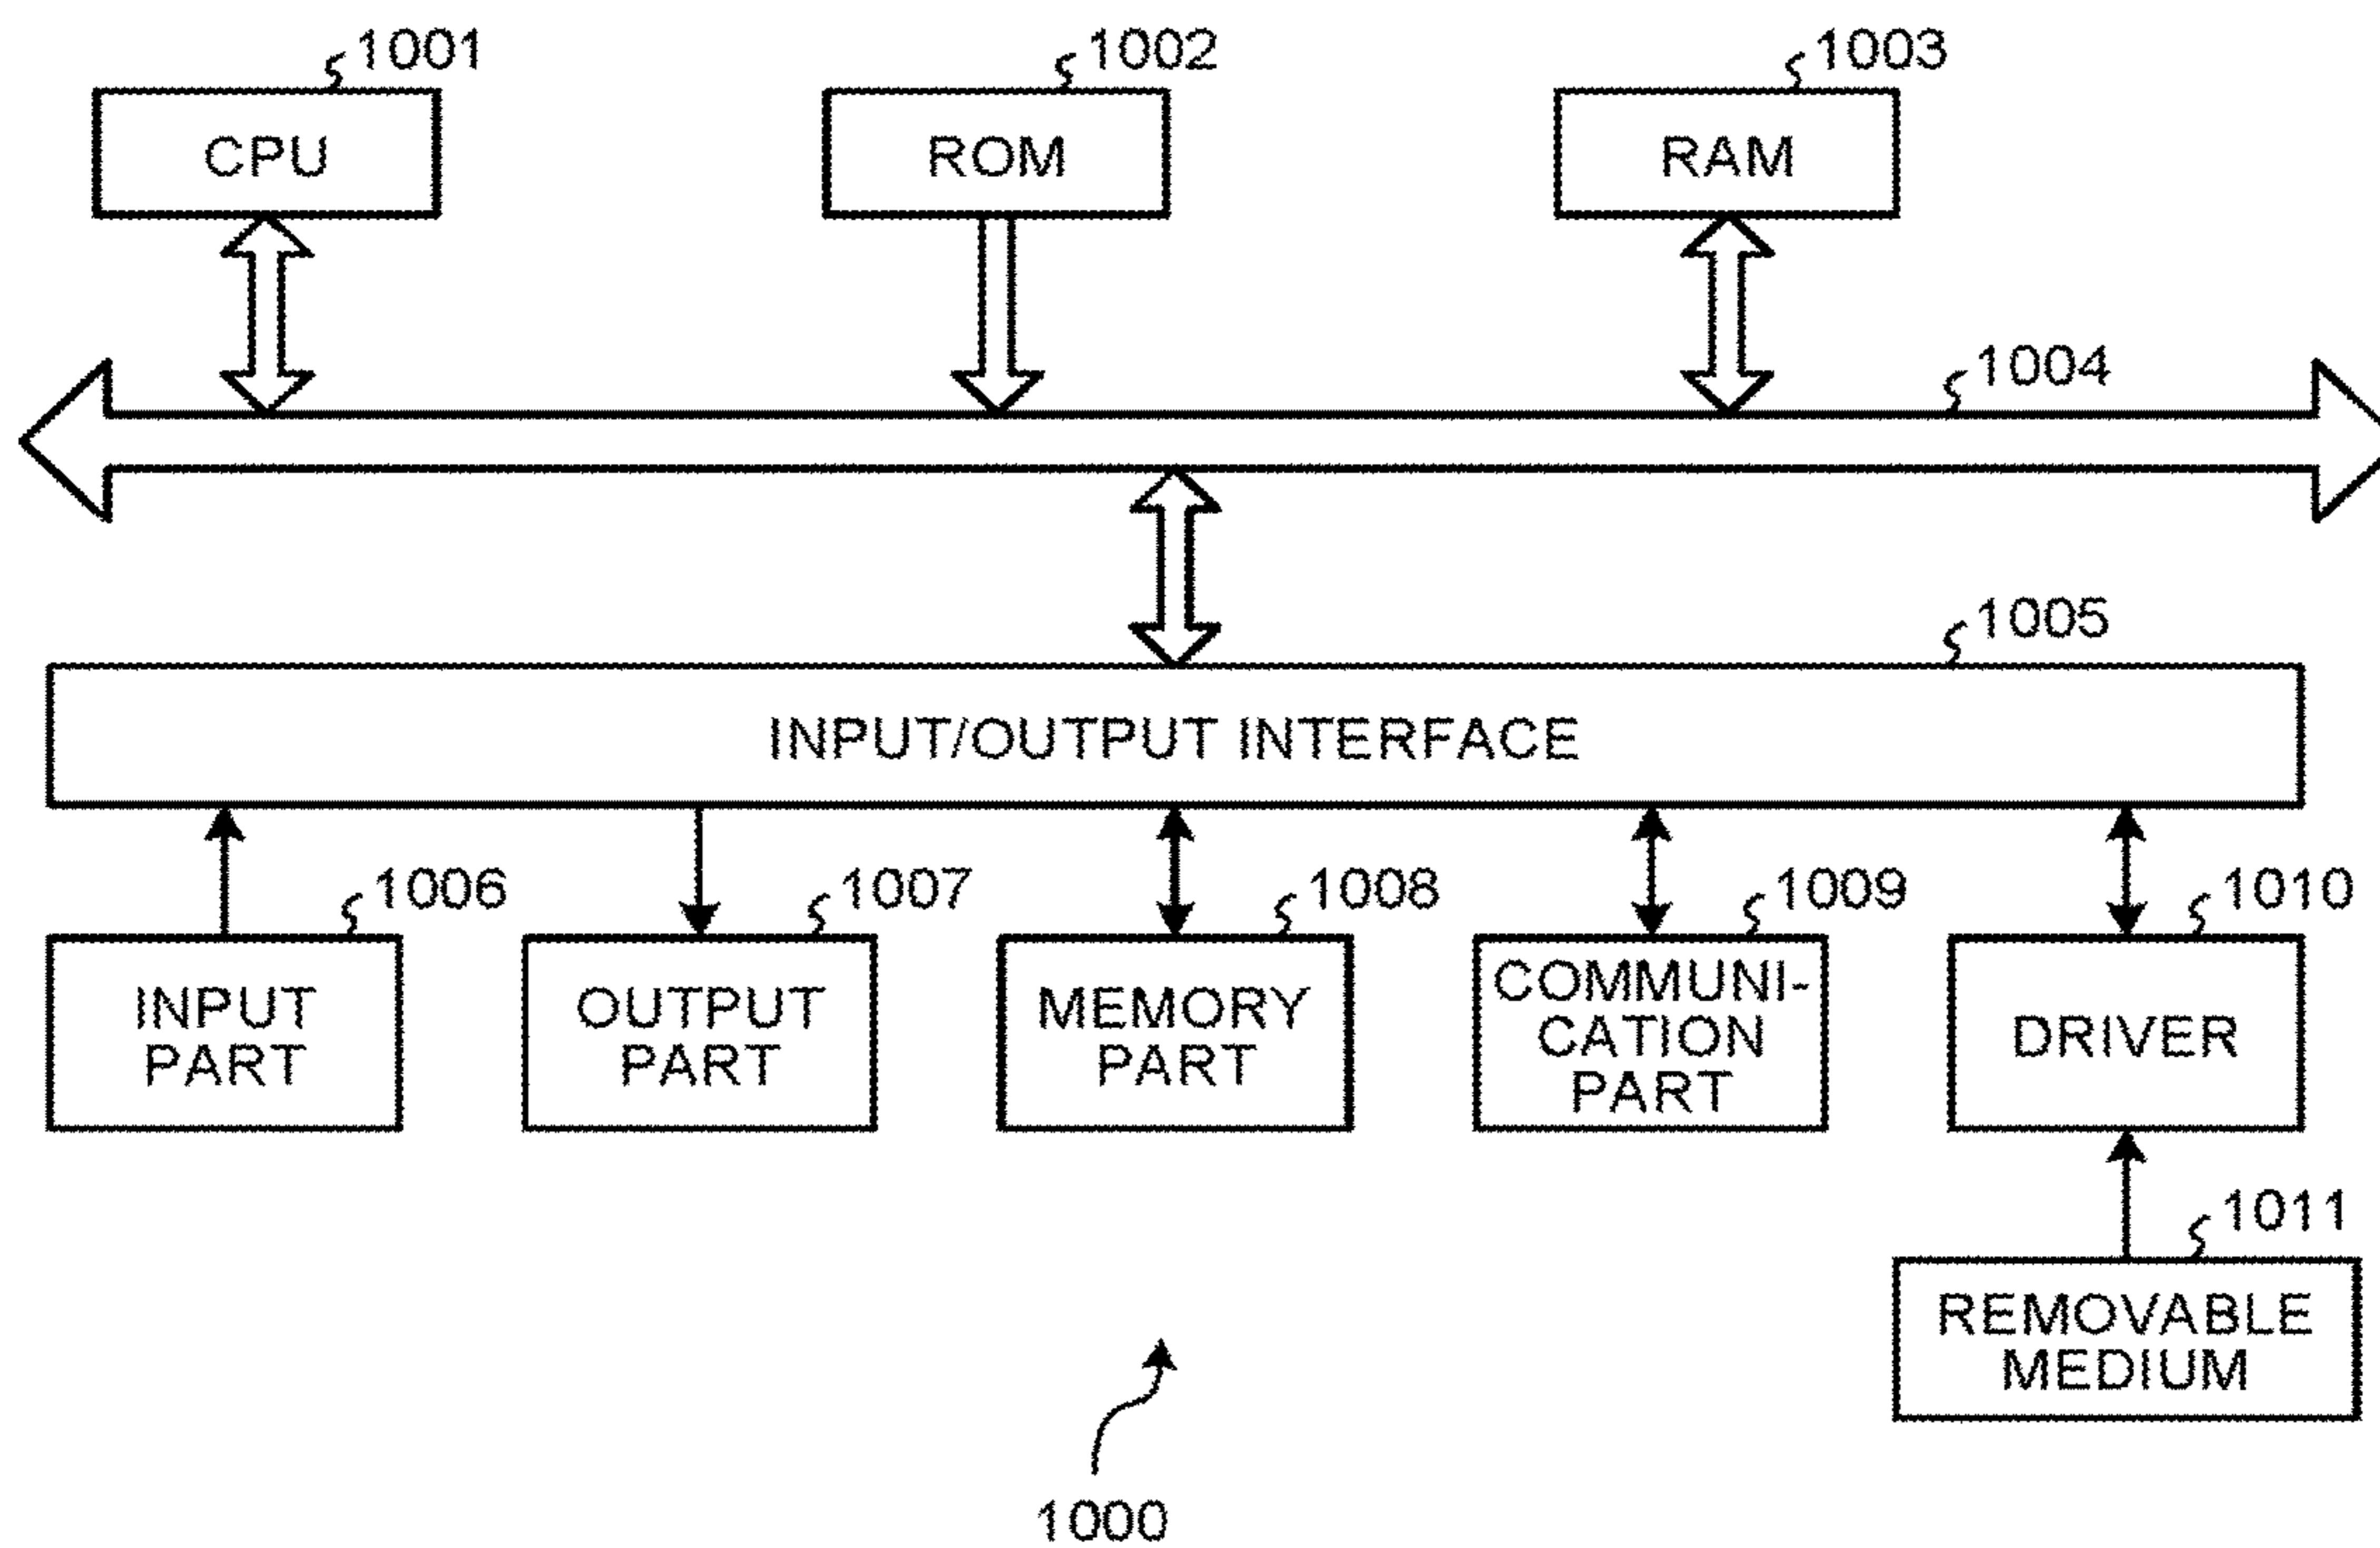 1001
1002
1003
CPU
ROM
RAM
1004
1005
INPUT/OUTPUT INTERFACE
1006
1007
1008
1009
1010
INPUT
PART
OUTPUT
PART
MEMORY
PART
COMMUNI-
CATION
PART
DRIVER
1011
REMOVABLE
MEDIUM
1000